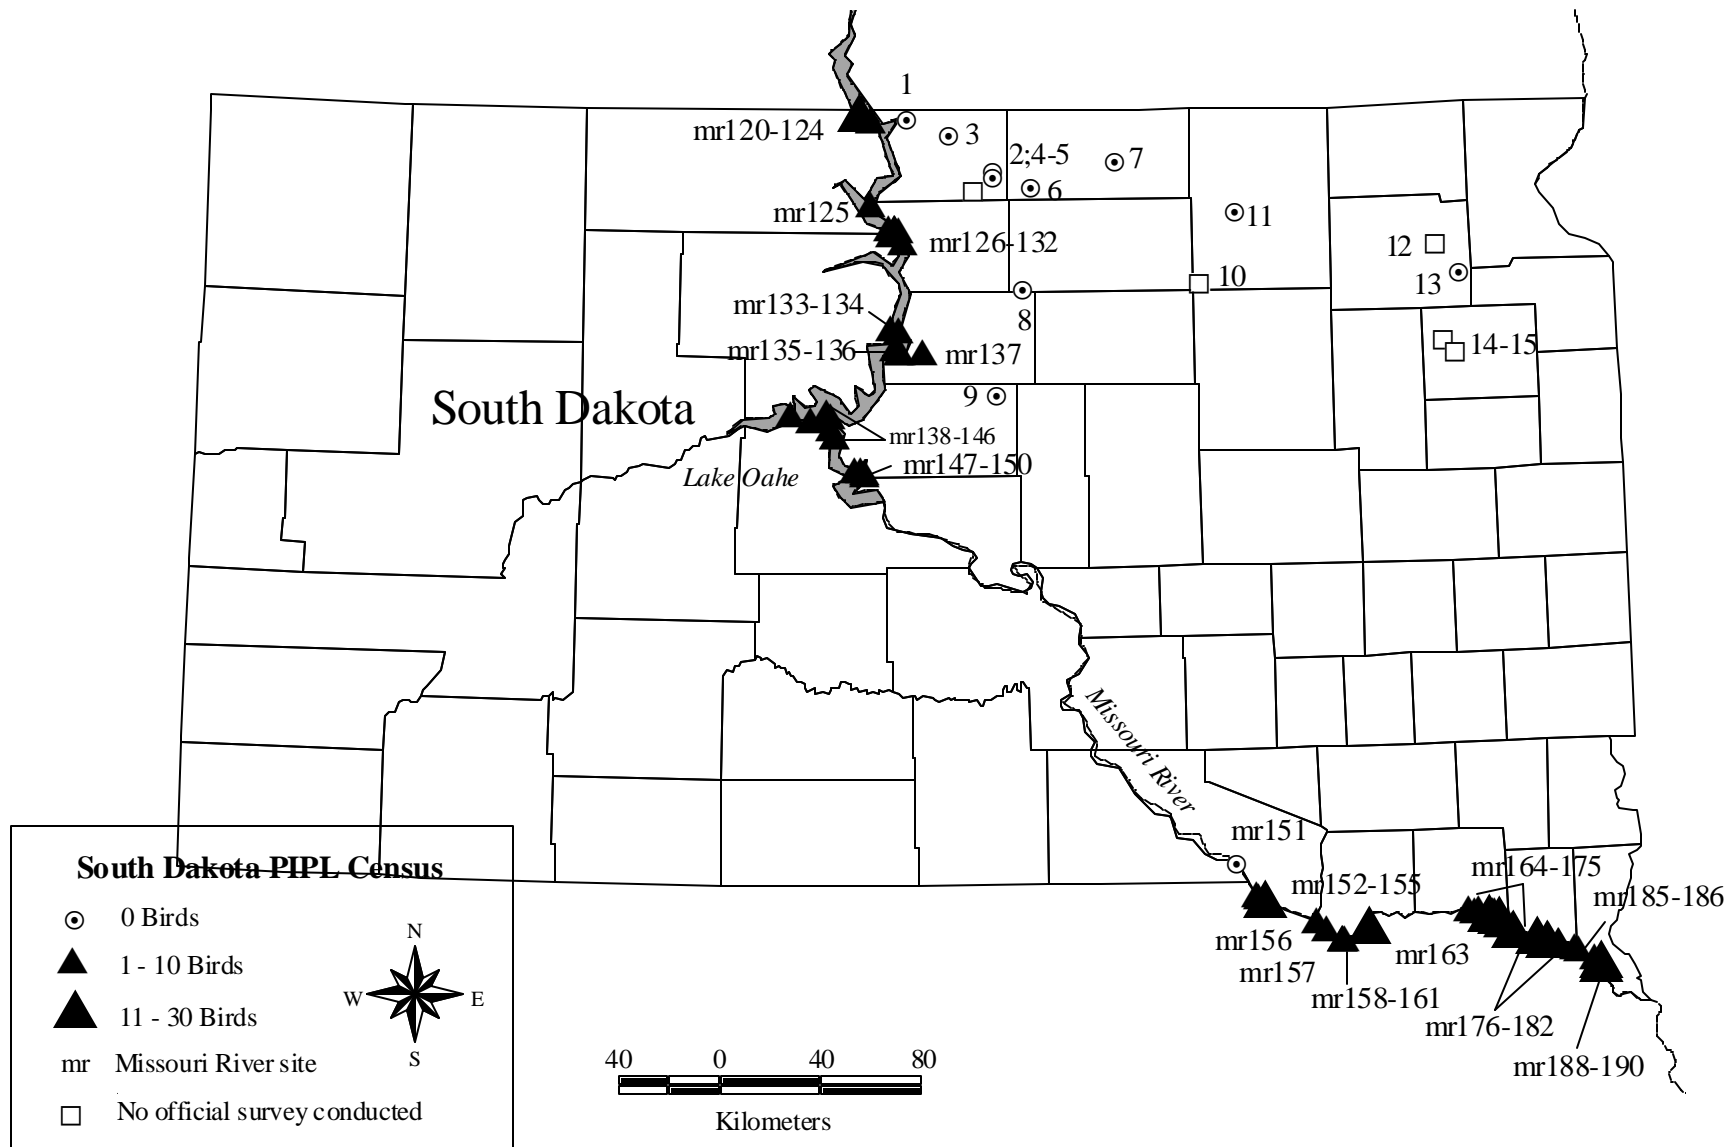 1
mr120-124
3
2;4-5
7
6
mr125
11
mr126-132
12
10
13
mr133-134
8
mr135-136
mr137
14-15
9
South Dakota
mr138-146
mr147-150
Lake Oahe
Missouri River
mr151
mr164-175
mr152-155
mr185-186
mr156
mr163
mr157
mr158-161
mr176-182
mr188-190
South Dakota PIPL Census
0 Birds
1 - 10 Birds
11 - 30 Birds
mr Missouri River site
No official survey conducted
N
W E
S
40 0 40 80
Kilometers